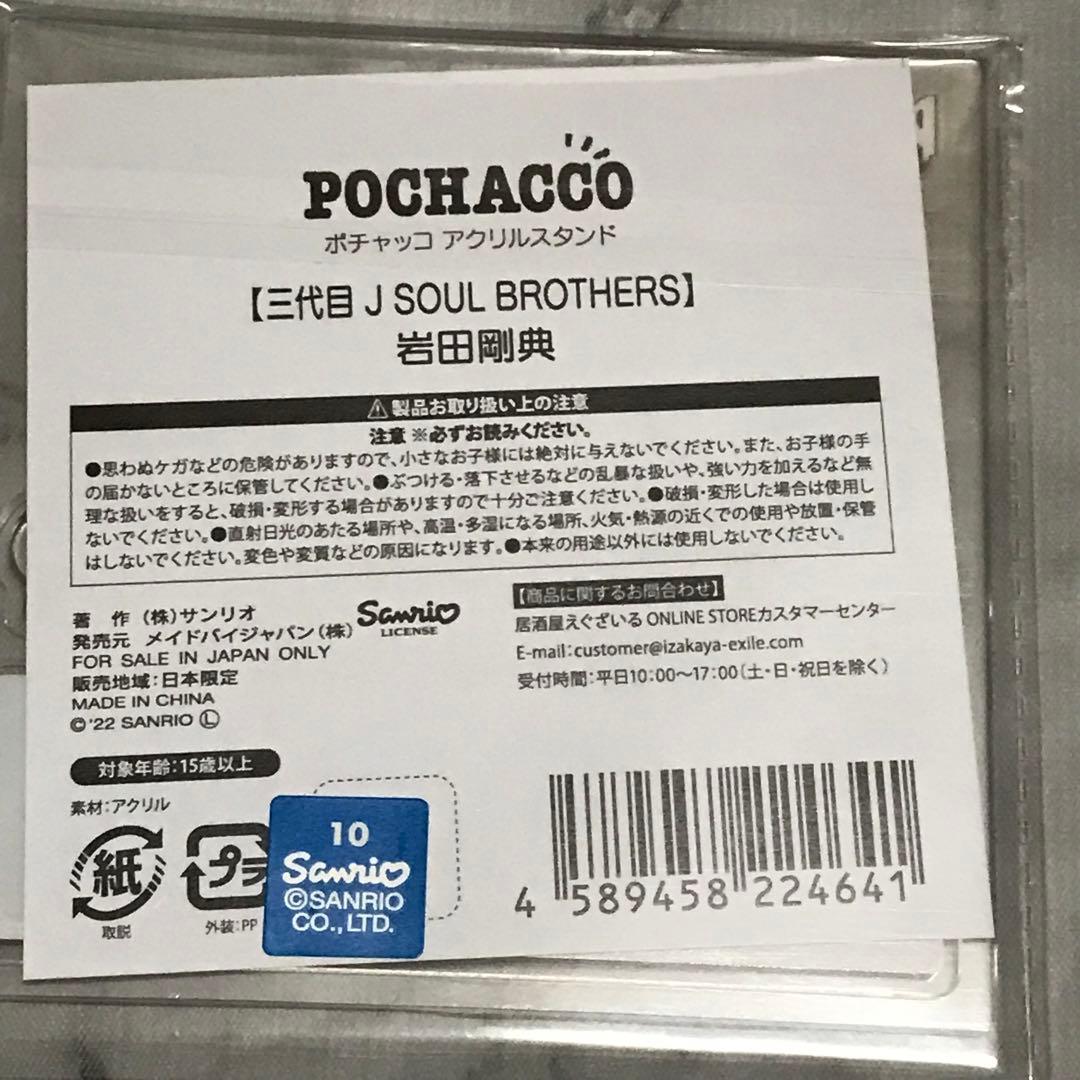 POCHACCO
ポチャッコ アクリルスタンド
【三代目 J SOUL BROTHERS】
岩田剛典
⚠製品お取り扱い上の注意
注意 ※必ずお読みください。
●思わぬケガなどの危険がありますので、小さなお子様には絶対に与えないでください。また、お子様の手
の届かないところに保管してください。●ぶつける・落下させるなどの乱暴な扱いや、強い力を加えるなど無
理な扱いをすると、破損・変形する場合がありますので十分ご注意ください。●破損・変形した場合は使用し
ないでください。●直射日光のあたる場所や、高温・多湿になる場所、火気・熱源の近くでの使用や放置・保管
はしないでください。変色や変質などの原因になります。●本来の用途以外には使用しないでください。
著 作 (株)サンリオ
発売元 メイドバイジャパン(株)
Sanrio
LICENSE
FOR SALE IN JAPAN ONLY
販売地域:日本限定
MADE IN CHINA
©'22 SANRIO Ⓛ
【商品に関するお問合わせ】
居酒屋えぐざいる ONLINE STOREカスタマーセンター
E-mail:customer@izakaya-exile.com
受付時間:平日10:00〜17:00(土・日・祝日を除く)
対象年齢:15歳以上
素材:アクリル
紙
取説
プラ
外装:PP
10
Sanrio
©SANRIO
CO., LTD.
4 589458 224641